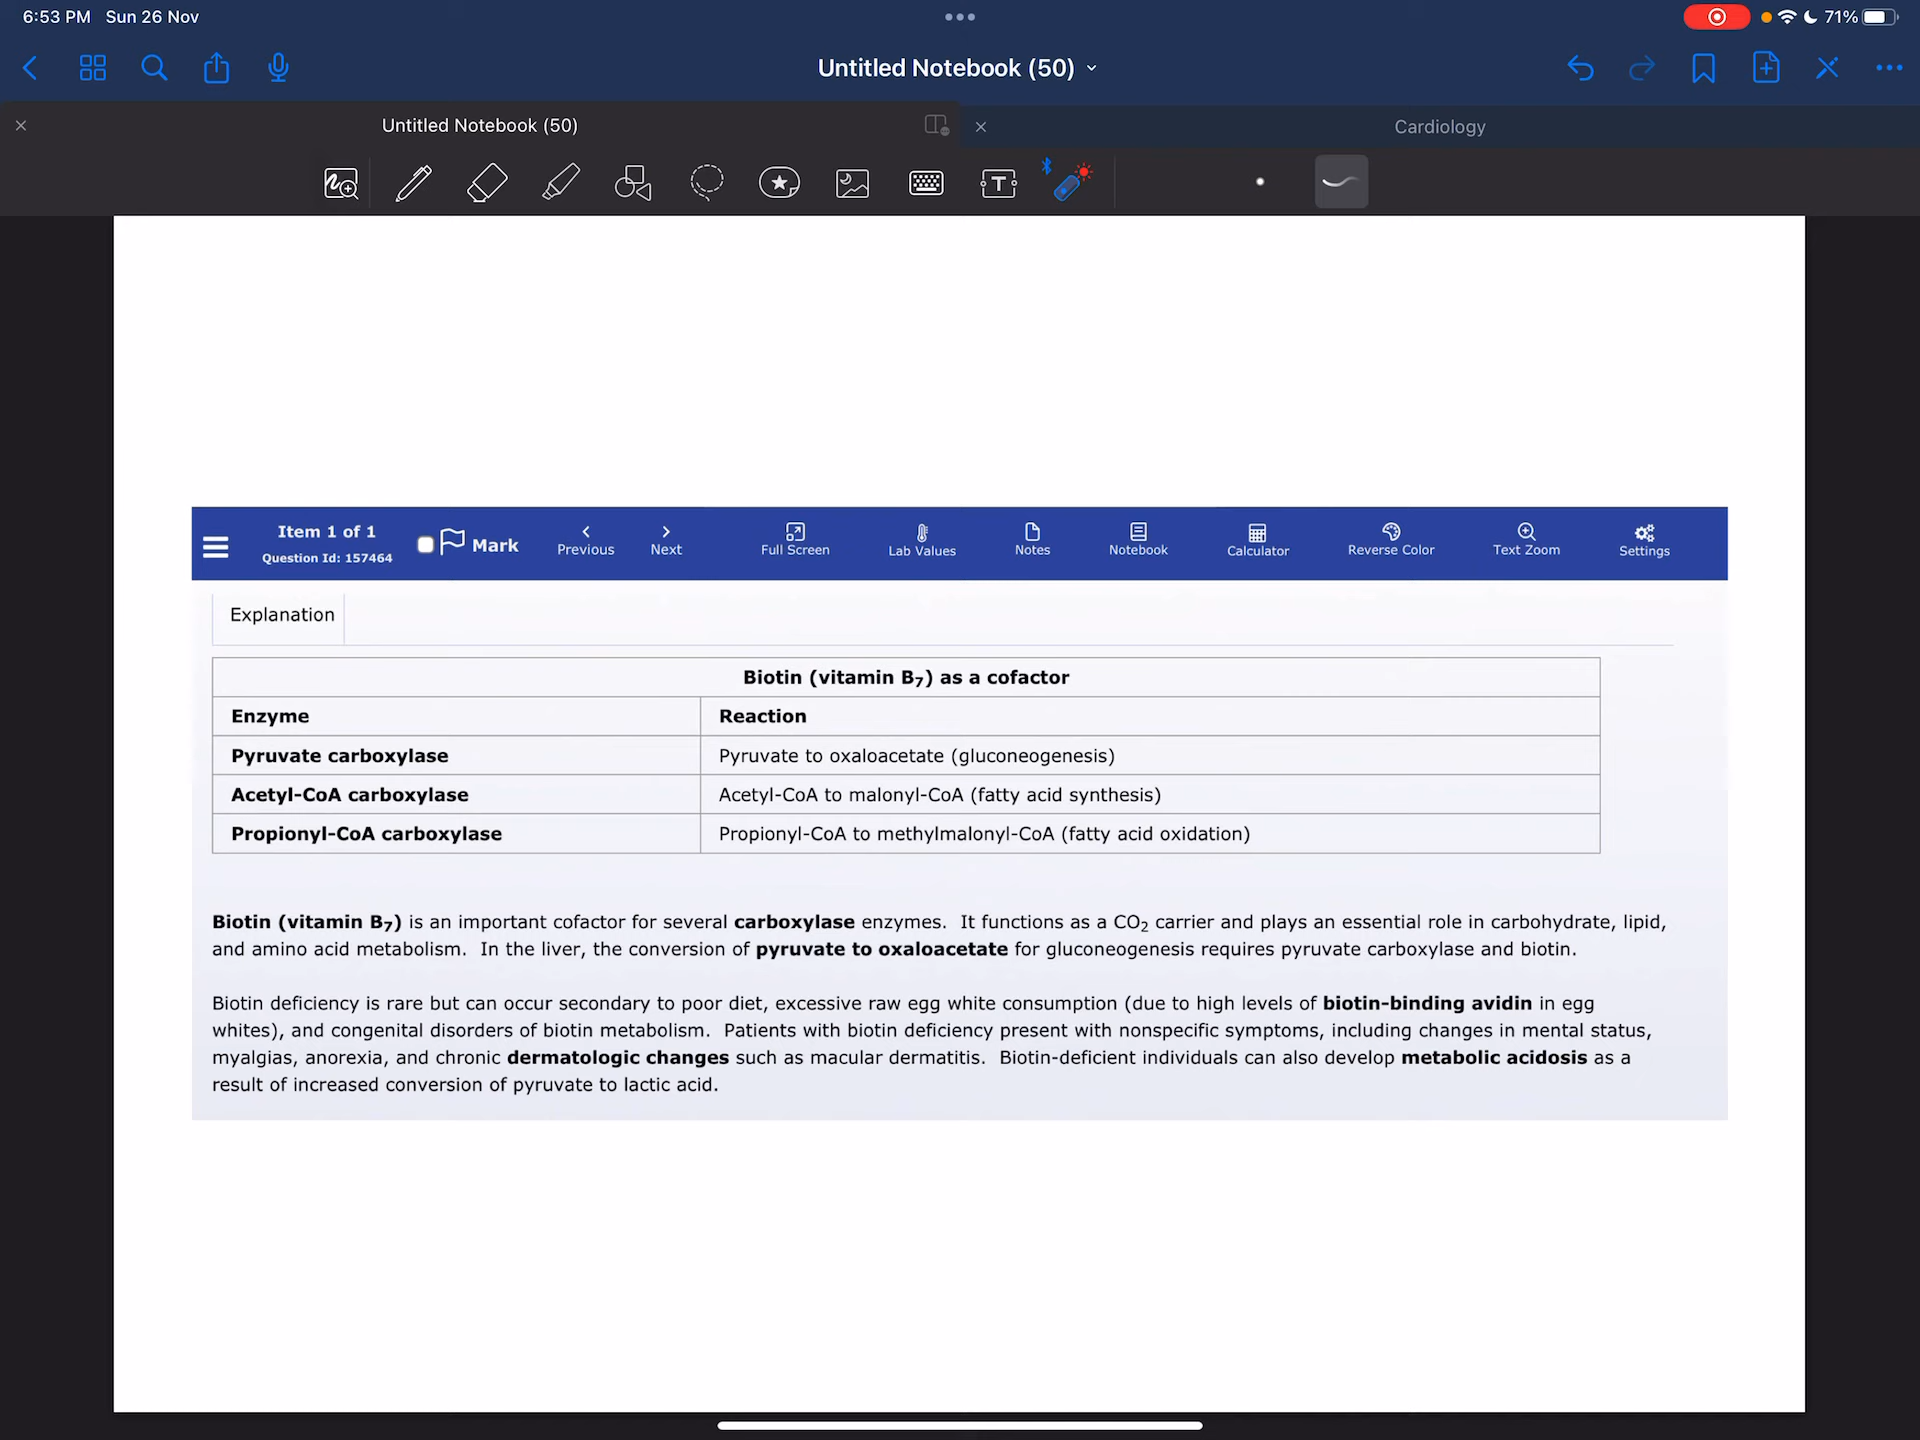 6:53 PM Sun 26 Nov
71%
Untitled Notebook (50)
Untitled Notebook (50)
Cardiology
Item 1 of 1
Question Id: 157464
Mark
Previous
Next
Full Screen
Lab Values
Notes
Notebook
Calculator
Reverse Color
Text Zoom
Settings
Explanation
Biotin (vitamin B₇) as a cofactor
Enzyme Reaction
Pyruvate carboxylase Pyruvate to oxaloacetate (gluconeogenesis)
Acetyl-CoA carboxylase Acetyl-CoA to malonyl-CoA (fatty acid synthesis)
Propionyl-CoA carboxylase Propionyl-CoA to methylmalonyl-CoA (fatty acid oxidation)
Biotin (vitamin B₇) is an important cofactor for several carboxylase enzymes. It functions as a CO₂ carrier and plays an essential role in carbohydrate, lipid,
and amino acid metabolism. In the liver, the conversion of pyruvate to oxaloacetate for gluconeogenesis requires pyruvate carboxylase and biotin.
Biotin deficiency is rare but can occur secondary to poor diet, excessive raw egg white consumption (due to high levels of biotin-binding avidin in egg
whites), and congenital disorders of biotin metabolism. Patients with biotin deficiency present with nonspecific symptoms, including changes in mental status,
myalgias, anorexia, and chronic dermatologic changes such as macular dermatitis. Biotin-deficient individuals can also develop metabolic acidosis as a
result of increased conversion of pyruvate to lactic acid.